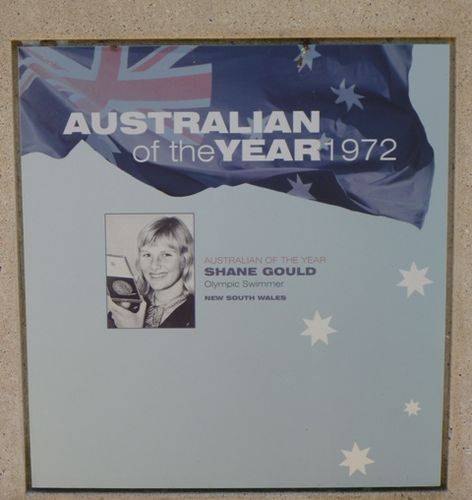 AUSTRALIAN
of the YEAR 1972
AUSTRALIAN OF THE YEAR
SHANE GOULD
Olympic Swimmer
NEW SOUTH WALES